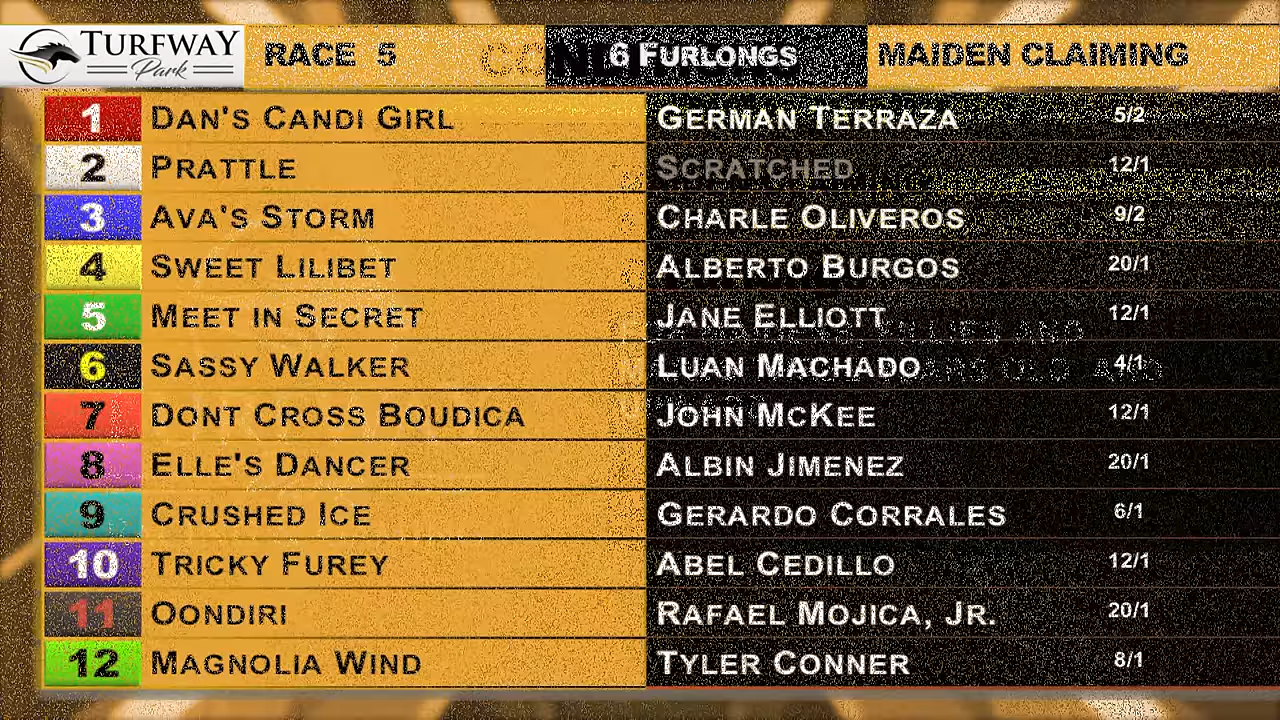 TURFWAY Park RACE 5 6 FURLONGS MAIDEN CLAIMING
1 DAN'S CANDI GIRL GERMAN TERRAZA 5/2
2 PRATTLE SCRATCHED 12/1
3 AVA'S STORM CHARLE OLIVEROS 9/2
4 SWEET LILIBET ALBERTO BURGOS 20/1
5 MEET IN SECRET JANE ELLIOTT 12/1
6 SASSY WALKER LUAN MACHADO 4/1
7 DONT CROSS BOUDICA JOHN MCKEE 12/1
8 ELLE'S DANCER ALBIN JIMENEZ 20/1
9 CRUSHED ICE GERARDO CORRALES 6/1
10 TRICKY FUREY ABEL CEDILLO 12/1
11 OONDIRI RAFAEL MOJICA, JR. 20/1
12 MAGNOLIA WIND TYLER CONNER 8/1